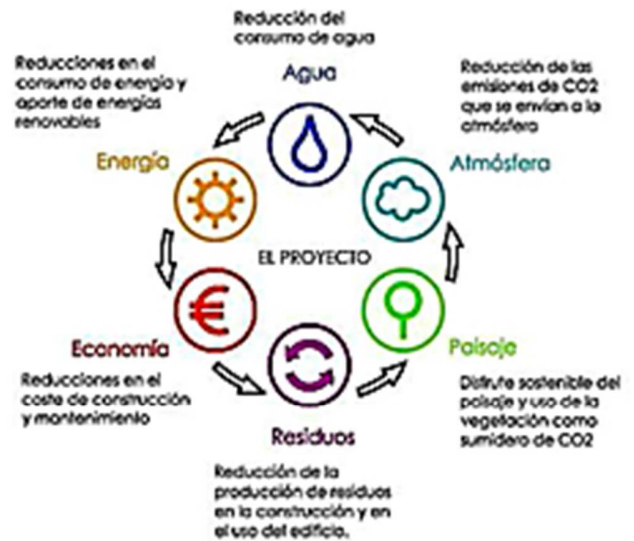 Reducción del
consumo de agua
Agua
Reducciones en el
consumo de energía y
aporte de energías
renovables
Energía
Reducción de las
emisiones de CO2
que se envían a la
atmósfera
Atmósfera
EL PROYECTO
Economía
Reducciones en el
coste de construcción
y mantenimiento
Paisaje
Disfrute sostenible del
paisaje y uso de la
vegetación como
sumidero de CO2
Residuos
Reducción de la
producción de residuos
en la construcción y en
el uso del edificio.